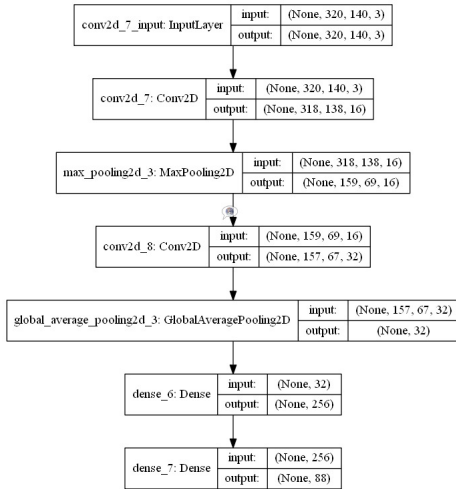 conv2d_7_input: InputLayer
input: (None, 320, 140, 3)
output: (None, 320, 140, 3)
conv2d_7: Conv2D
input: (None, 320, 140, 3)
output: (None, 318, 138, 16)
max_pooling2d_3: MaxPooling2D
input: (None, 318, 138, 16)
output: (None, 159, 69, 16)
conv2d_8: Conv2D
input: (None, 159, 69, 16)
output: (None, 157, 67, 32)
global_average_pooling2d_3: GlobalAveragePooling2D
input: (None, 157, 67, 32)
output: (None, 32)
dense_6: Dense
input: (None, 32)
output: (None, 256)
dense_7: Dense
input: (None, 256)
output: (None, 88)